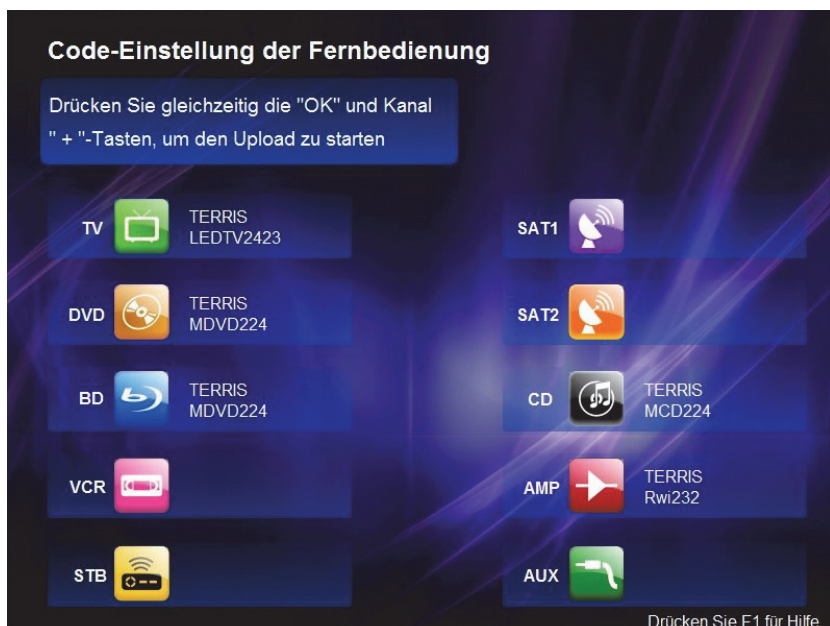 Code-Einstellung der Fernbedienung
Drücken Sie gleichzeitig die "OK" und Kanal
" + "-Tasten, um den Upload zu starten
TV
TERRIS
LEDTV2423
DVD
TERRIS
MDVD224
BD
TERRIS
MDVD224
VCR
STB
SAT1
SAT2
CD
TERRIS
MCD224
AMP
TERRIS
Rwi232
AUX
Drücken Sie F1 für Hilfe